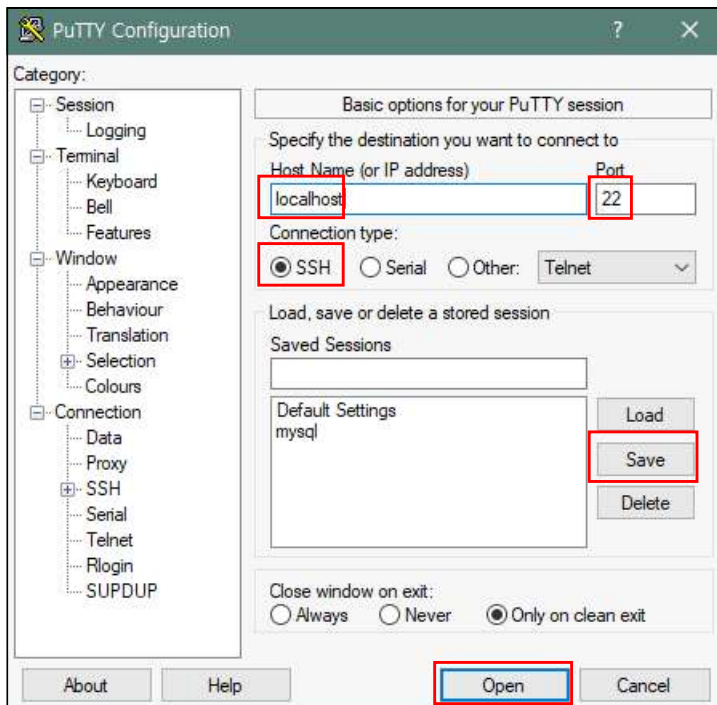 PuTTY Configuration
?
Category:
Session
Logging
Terminal
Keyboard
Bell
Features
Window
Appearance
Behaviour
Translation
Selection
Colours
Connection
Data
Proxy
SSH
Serial
Telnet
Rlogin
SUPDUP
Basic options for your PuTTY session
Specify the destination you want to connect to
Host Name (or IP address) Port
localhost 22
Connection type:
SSH Serial Other: Telnet
Load, save or delete a stored session
Saved Sessions
Default Settings
mysql
Load
Save
Delete
Close window on exit:
Always Never Only on clean exit
About Help Open Cancel